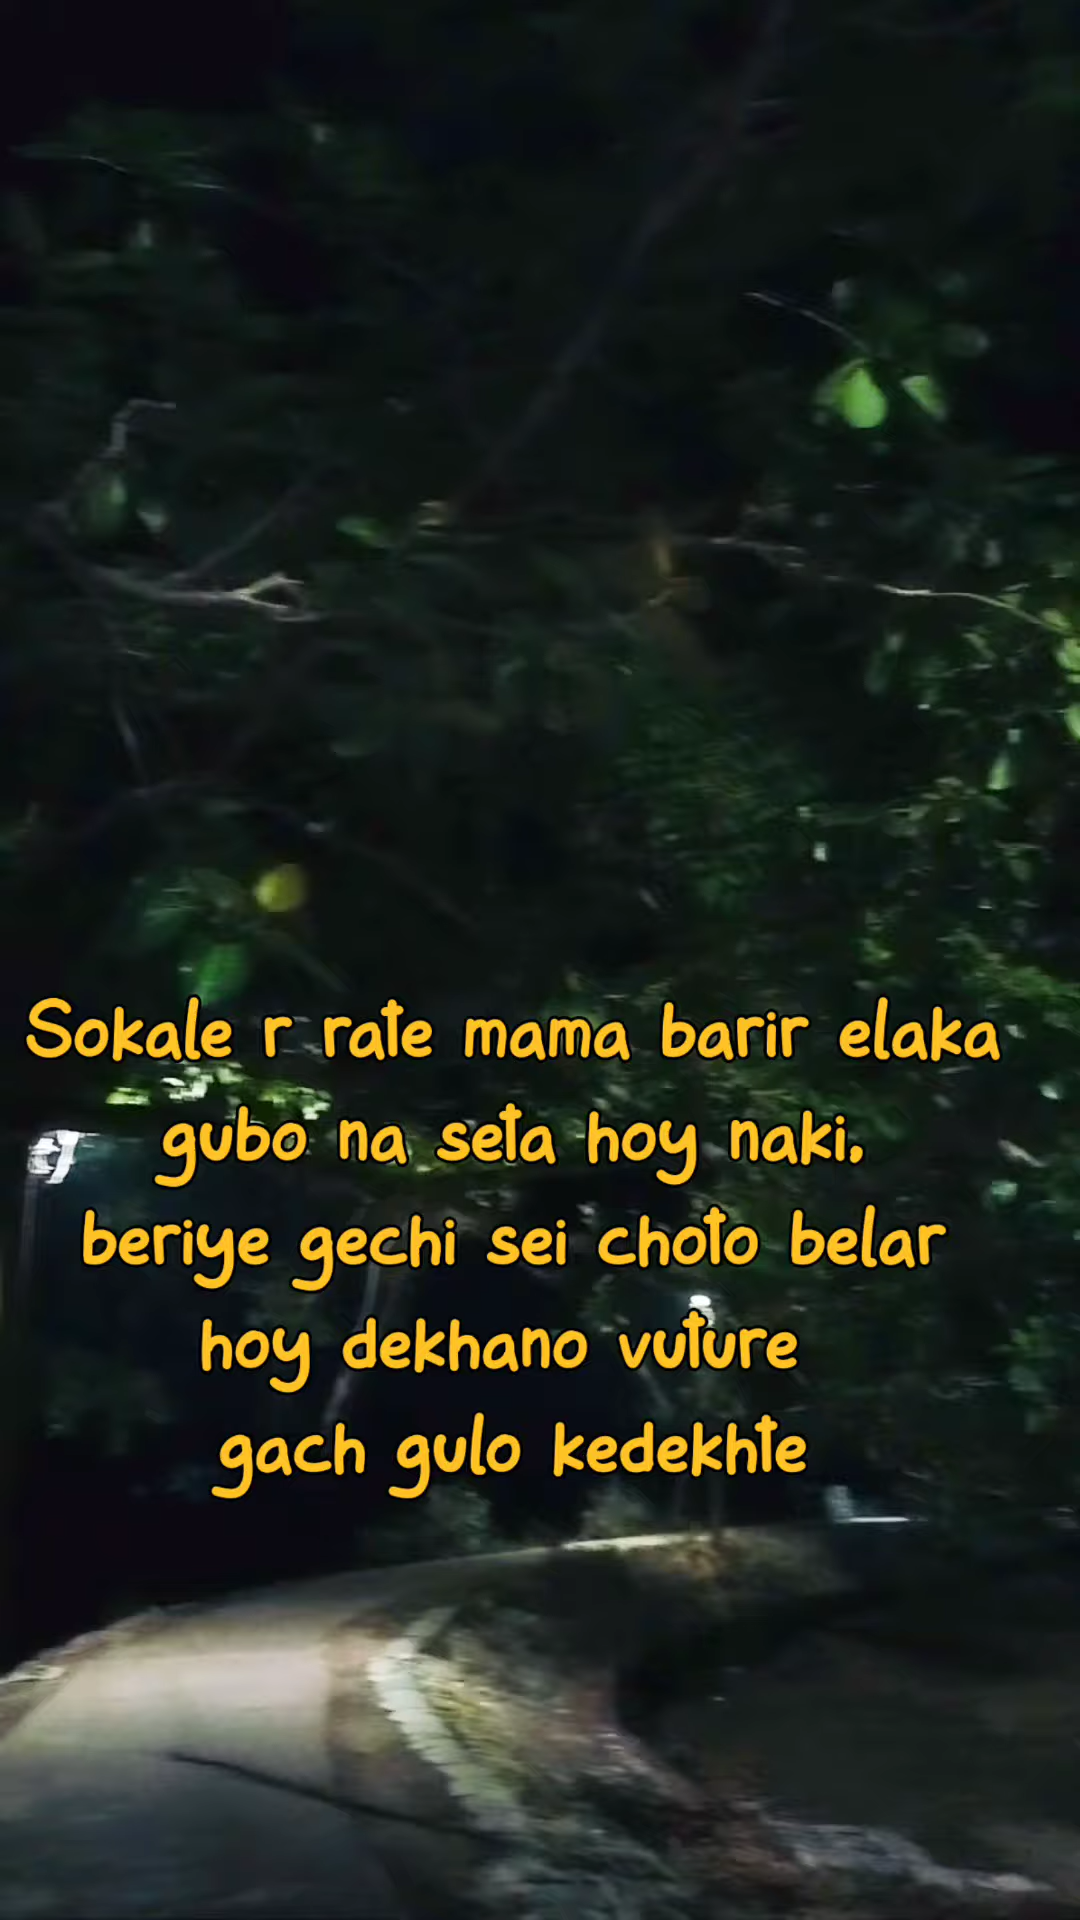 Sokale r rate mama barir elaka
gubo na seta hoy naki.
beriye gechi sei choto belar
hoy dekhano vuture
gach gulo kedekhte